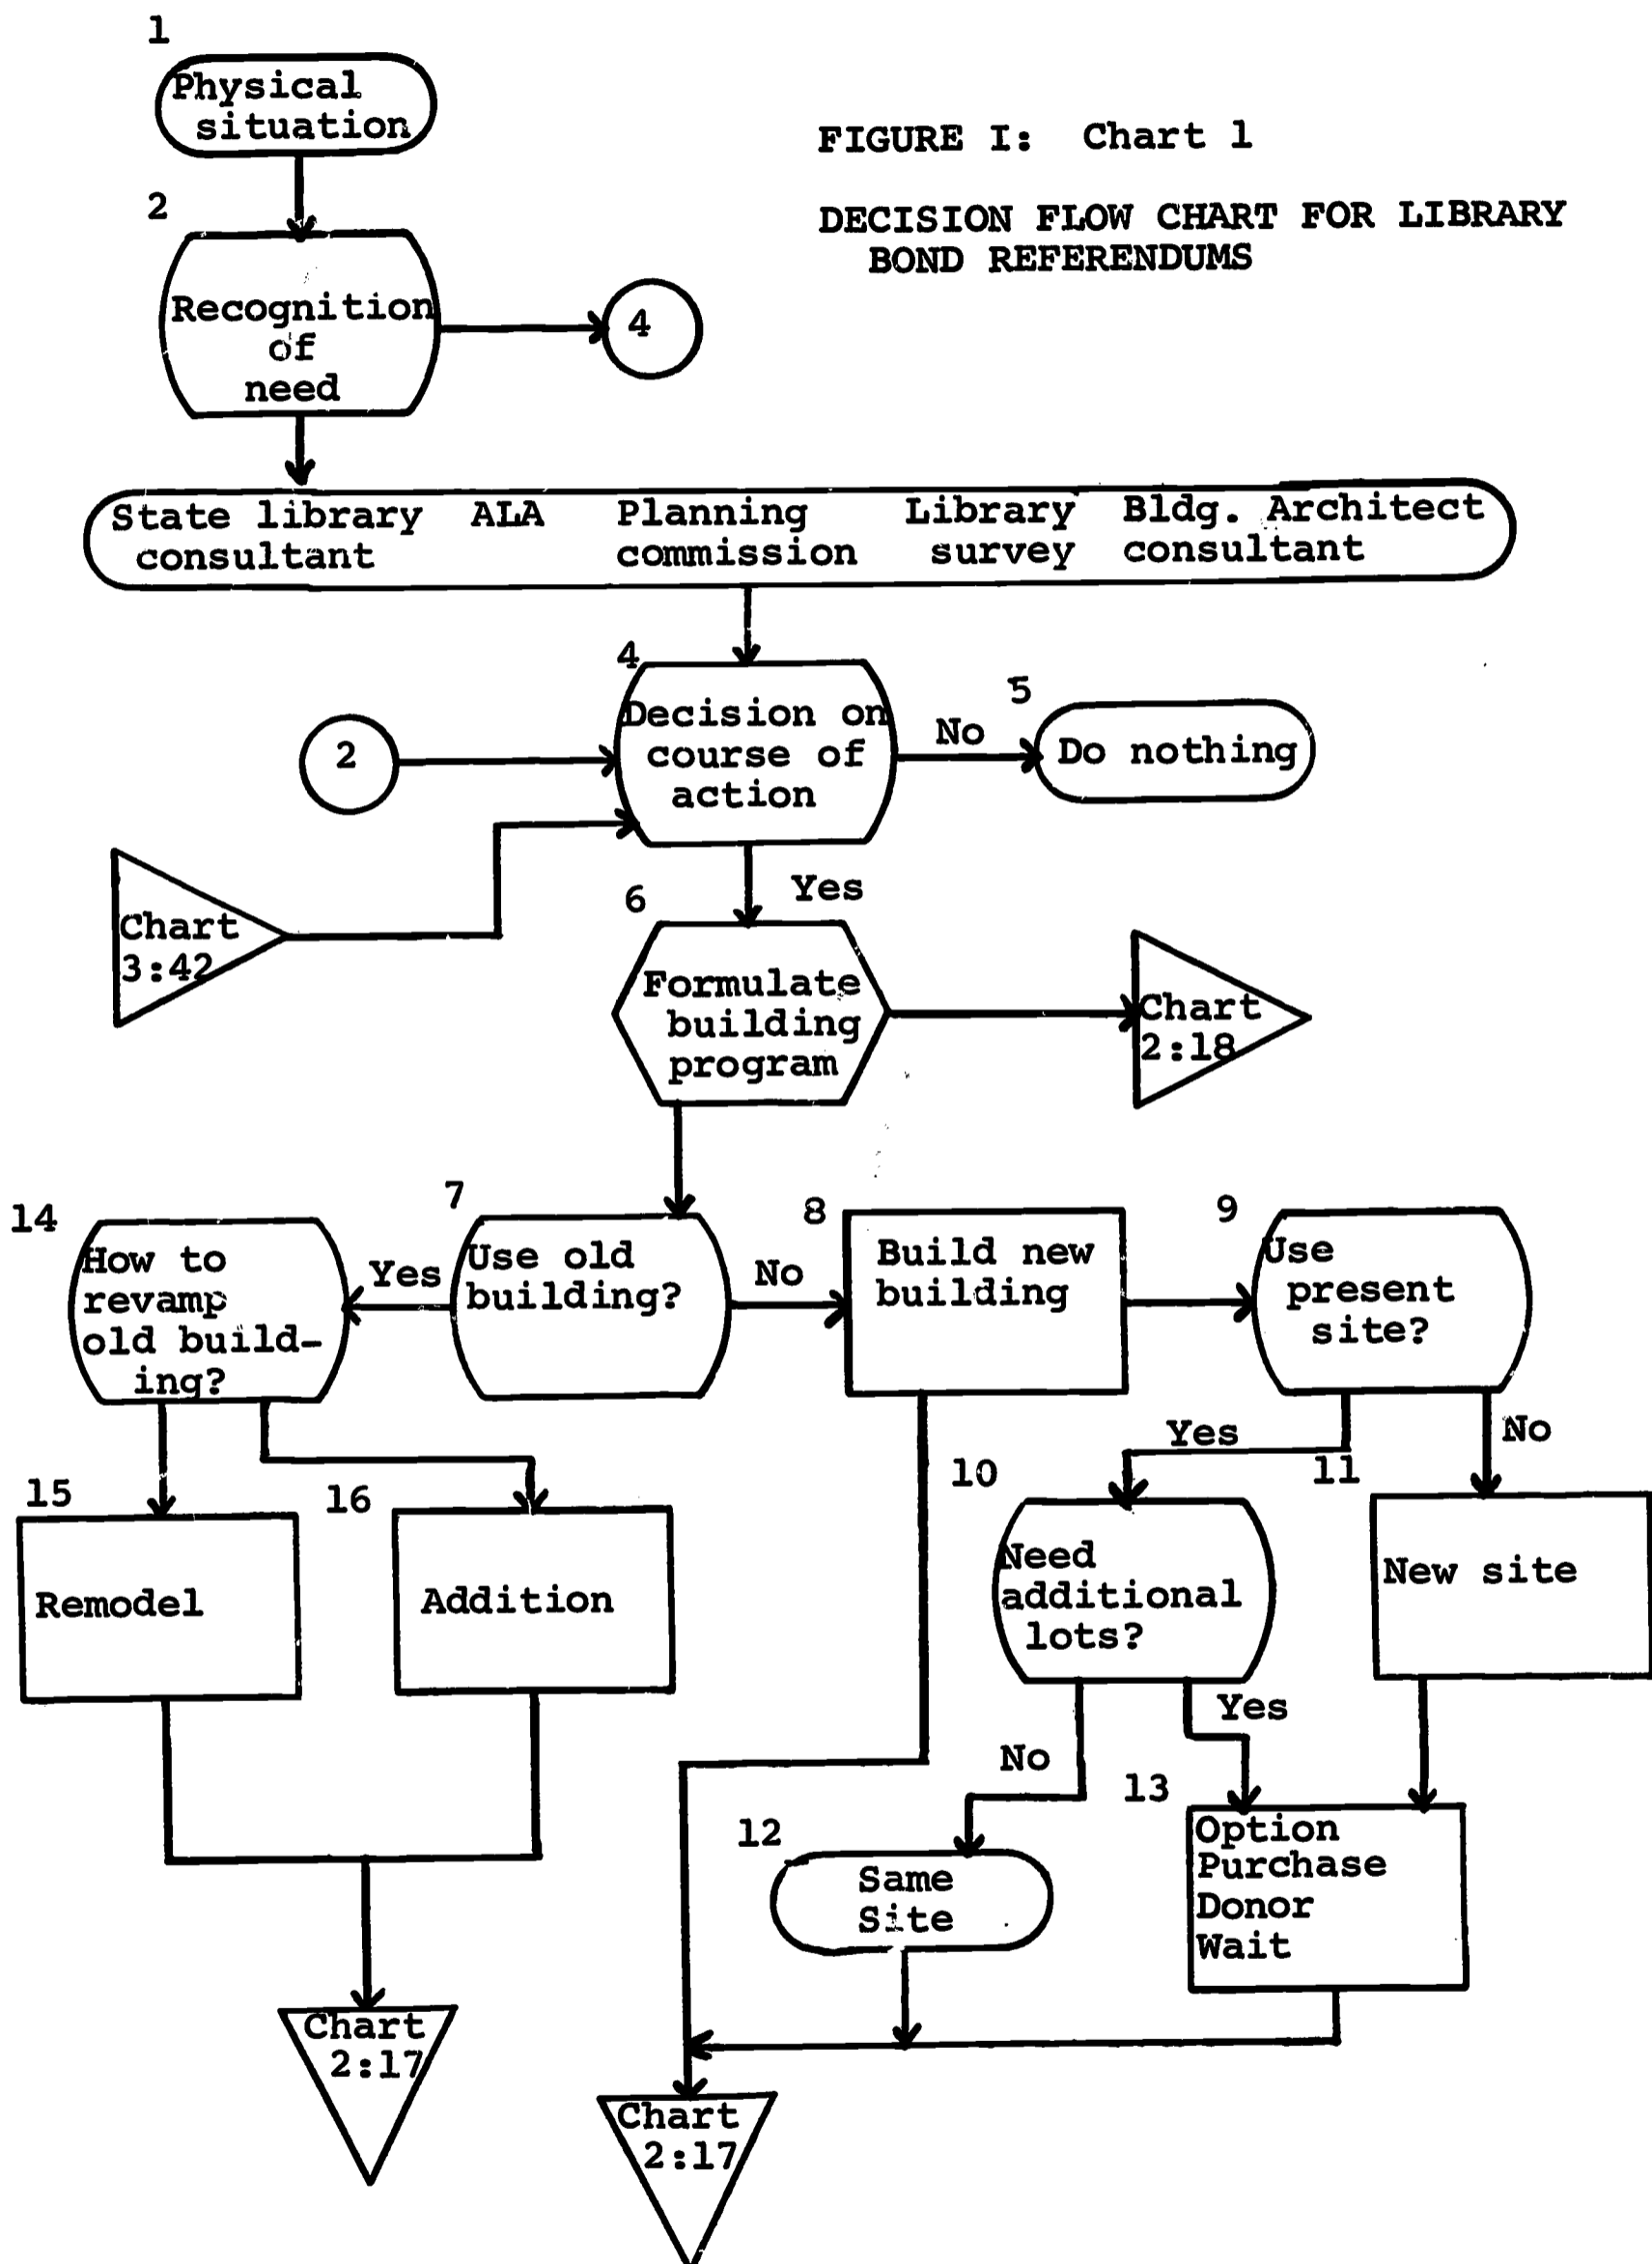 1
Physical
situation
FIGURE I: Chart 1
DECISION FLOW CHART FOR LIBRARY
BOND REFERENDUMS
2
Recognition
of
need
4
State library ALA Planning Library Bldg. Architect
consultant commission survey consultant
4
Decision on
course of
action
No
5
Do nothing
2
Yes
Chart
3:42
6
Formulate
building
program
Chart
2:18
14
How to
revamp
old build-
ing?
Yes
7
Use old
building?
No
8
Build new
building
9
Use
present
site?
Yes
No
15
Remodel
16
Addition
10
Need
additional
lots?
11
New site
No
Yes
12
Same
Site
13
Option
Purchase
Donor
Wait
Chart
2:17
Chart
2:17